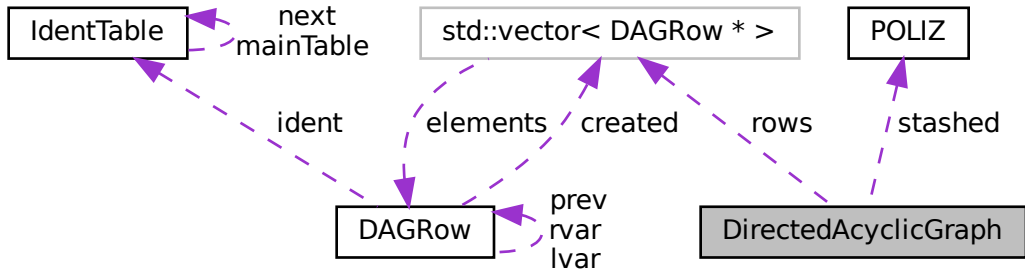 next
mainTable
IdentTable
std::vector< DAGRow * >
POLIZ
ident
elements
created
rows
stashed
prev
rvar
lvar
DAGRow
DirectedAcyclicGraph